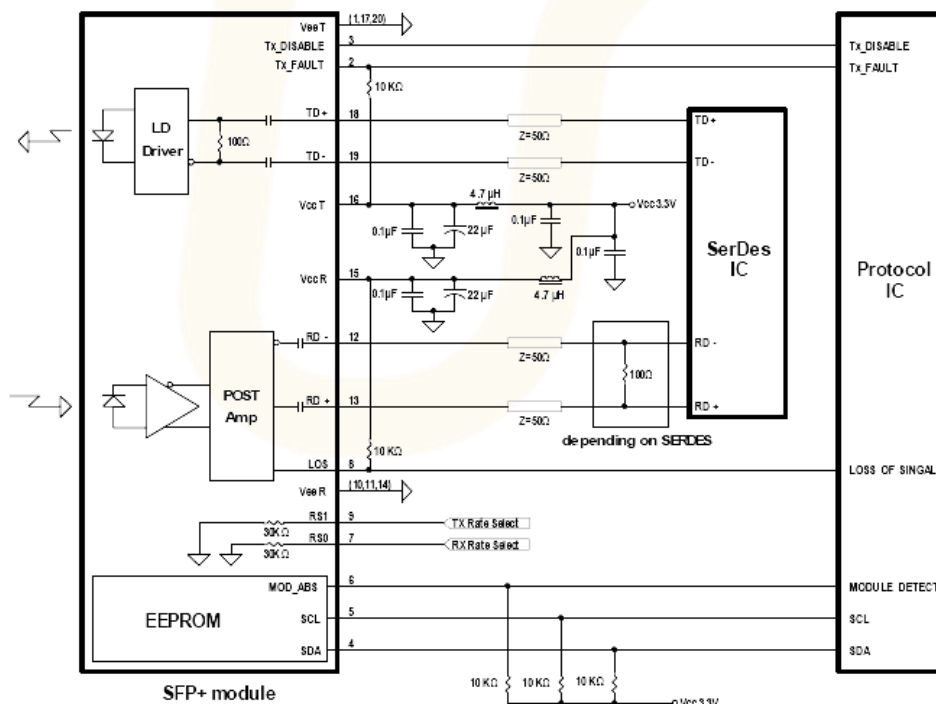 VeeT (1,17,20)
Tx_DISABLE 3 Tx_DISABLE
Tx_FAULT 2 Tx_FAULT
10 KΩ
LD Driver
100Ω
TD+ 18 Z=50Ω TD+
TD- 19 Z=50Ω TD-
4.7 μH
VccT 16 Vcc3.3V
0.1μF 22 μF 0.1μF 0.1μF
SerDes IC
Protocol IC
VccR 15
0.1μF 22 μF 4.7 μH
RD - 12 Z=50Ω RD -
POST Amp
100Ω
RD + 13 Z=50Ω RD +
depending on SERDES
10 KΩ
LOS 8 LOSS OF SINGAL
VeeR (10,11,14)
RS1 9 TX Rate Select
30KΩ
RS0 7 RX Rate Select
30KΩ
EEPROM
MOD_ABS 6 MODULE DETECT
SCL 5 SCL
SDA 4 SDA
10 KΩ 10 KΩ 10 KΩ
Vcc3.3V
SFP+ module